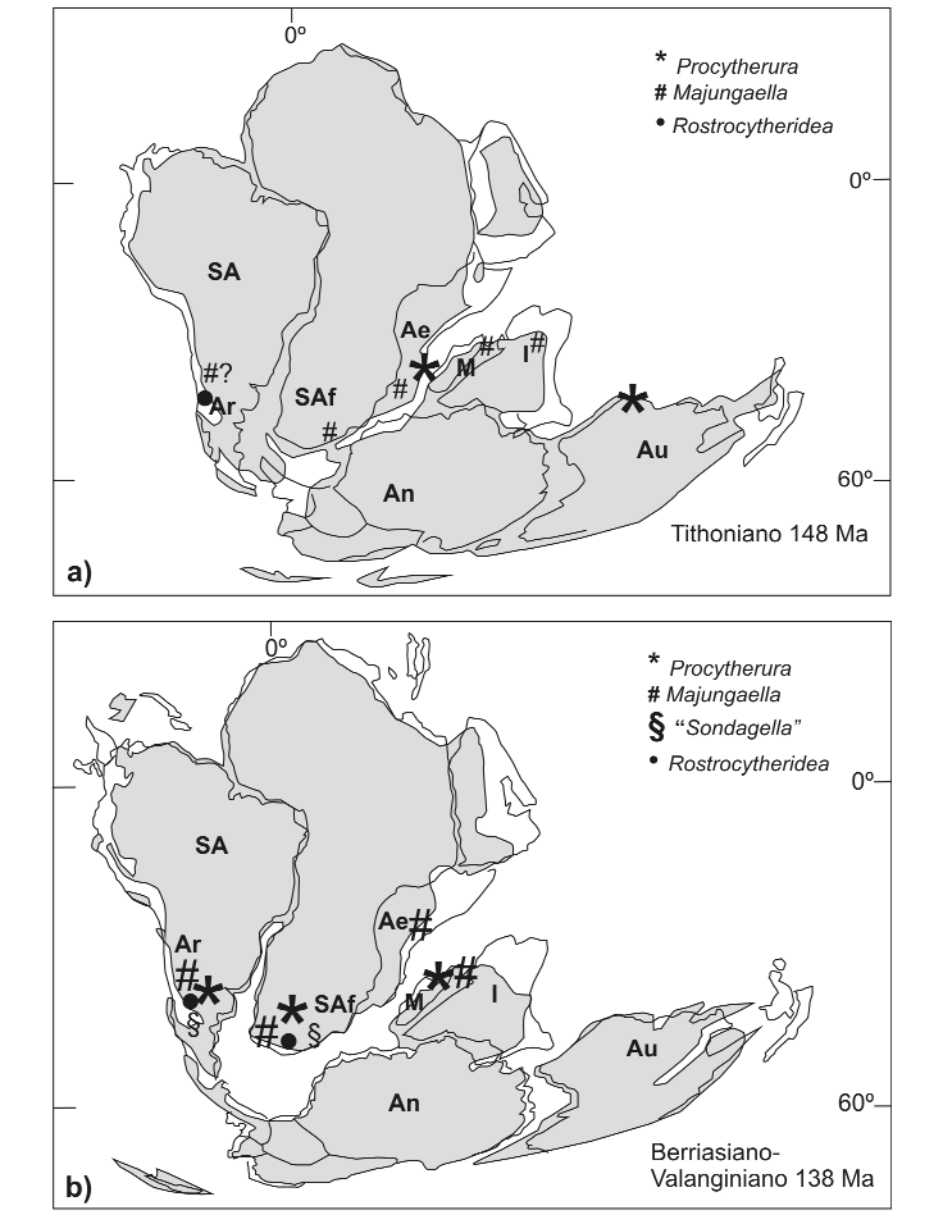 0º
* Procytherura
# Majungaella
• Rostrocytheridea
0º
SA
Ae
#
I
#
M
*
*
#?
#
Ar
SAf
#
Au
An
60º
Tithoniano 148 Ma
a)
0º
* Procytherura
# Majungaella
§ “Sondagella”
• Rostrocytheridea
0º
SA
Ae
#
Ar
#
*
#
M
I
*
*
SAf
§
#
§
Au
An
60º
Berriasiano-
Valanginiano 138 Ma
b)